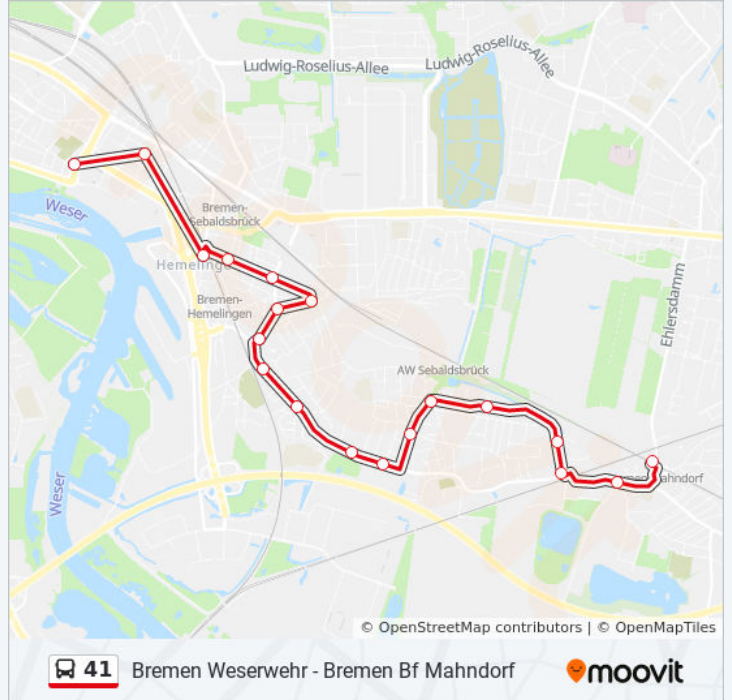 Ludwig-Roselius-Allee
Ludwig-Roselius-Allee
Weser
Bremen-
Sebaldsbrück
Hemelinge
Bremen-
Hemelingen
Ehlersdamm
AW Sebaldsbrück
Weser
Mahndorf
© OpenStreetMap contributors | © OpenMapTiles
41 Bremen Weserwehr - Bremen Bf Mahndorf
moovit